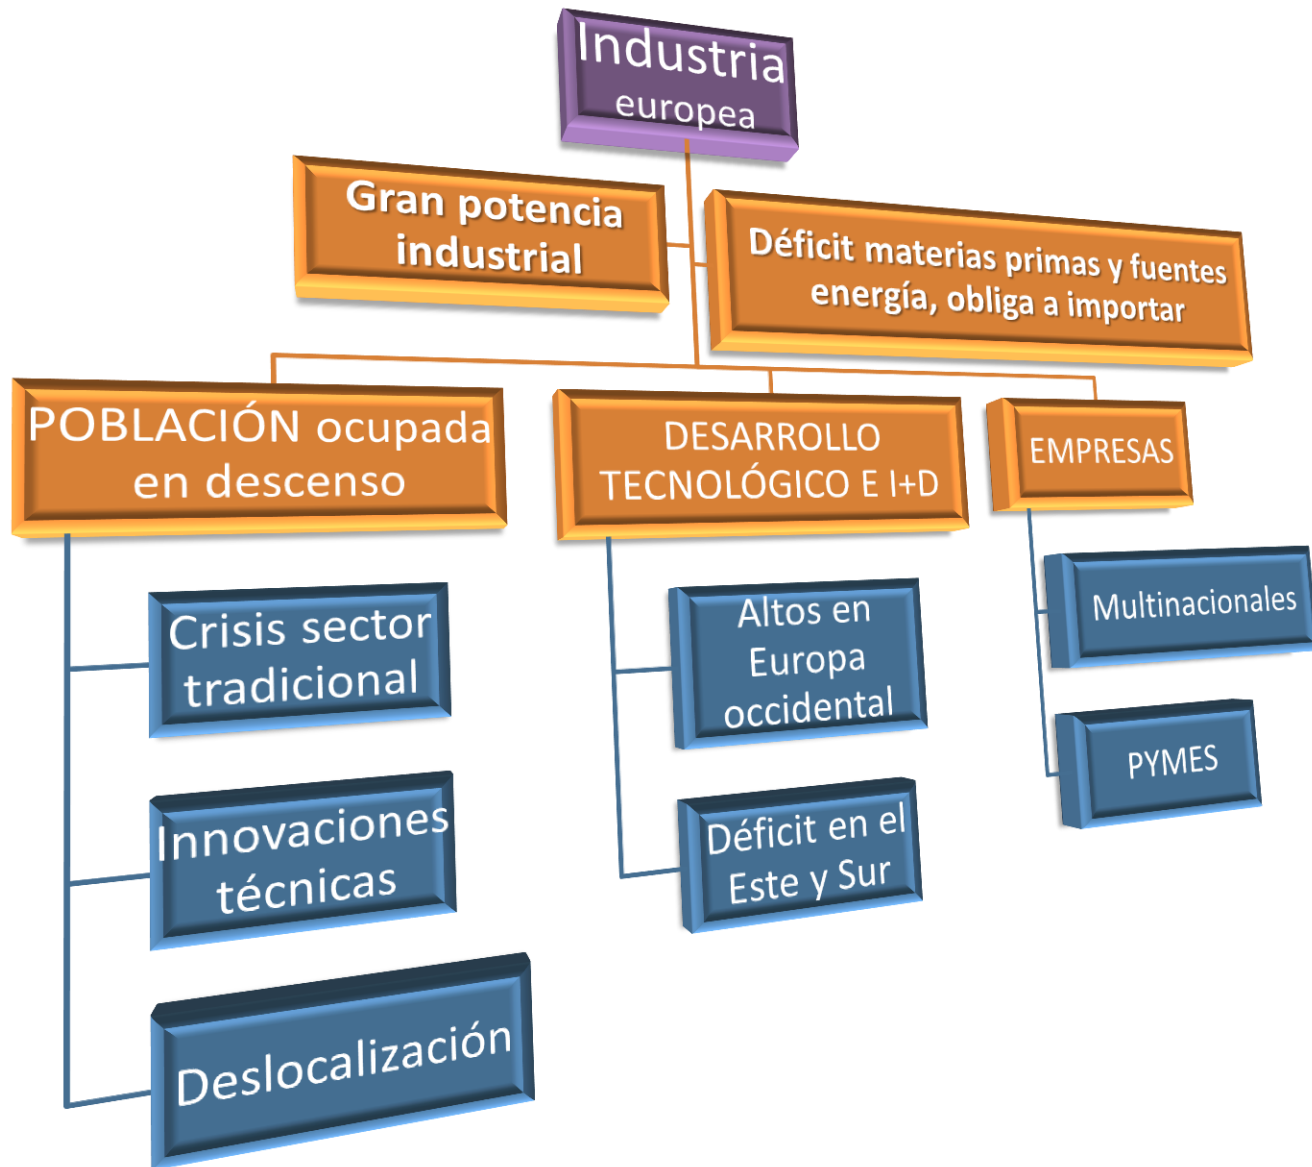 Industria
europea
Gran potencia
industrial
Déficit materias primas y fuentes
energía, obliga a importar
POBLACIÓN ocupada
en descenso
DESARROLLO
TECNOLÓGICO E I+D
EMPRESAS
Crisis sector
tradicional
Innovaciones
técnicas
Deslocalización
Altos en
Europa
occidental
Déficit en el
Este y Sur
Multinacionales
PYMES